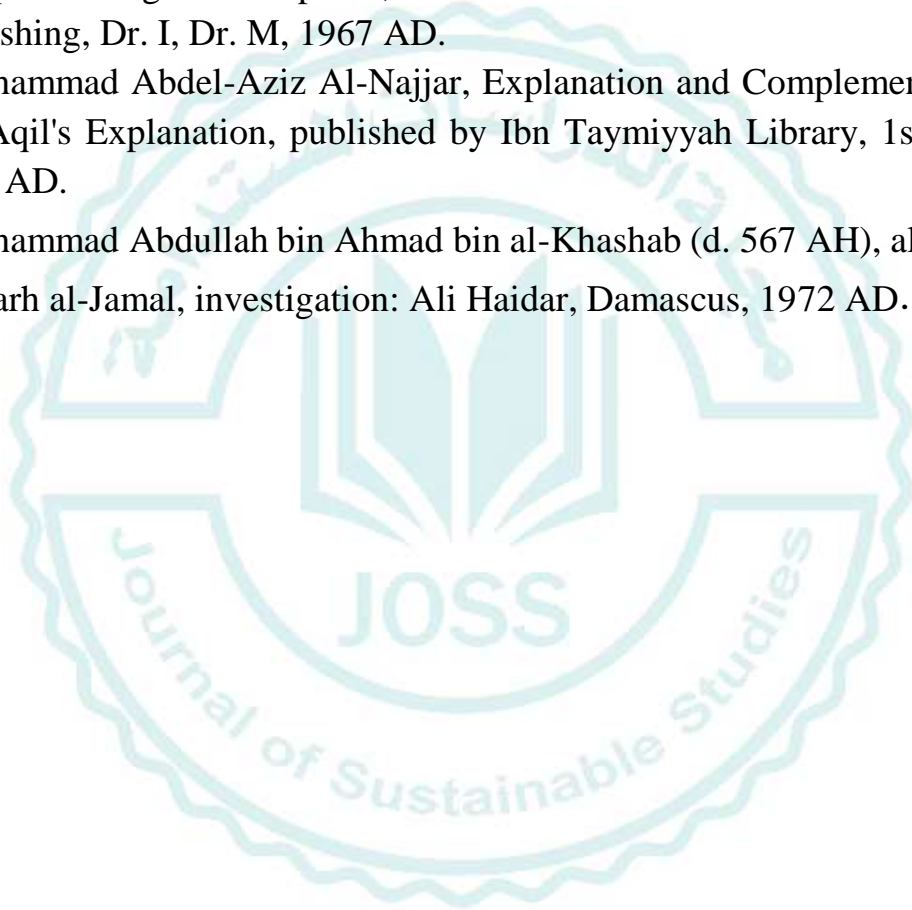 shing, Dr. I, Dr. M, 1967 AD.
hammad Abdel-Aziz Al-Najjar, Explanation and Complemen
Aqil's Explanation, published by Ibn Taymiyyah Library, 1s
AD.
hammad Abdullah bin Ahmad bin al-Khashab (d. 567 AH), al
arh al-Jamal, investigation: Ali Haidar, Damascus, 1972 AD.
JOSS
Journal of Sustainable Studies